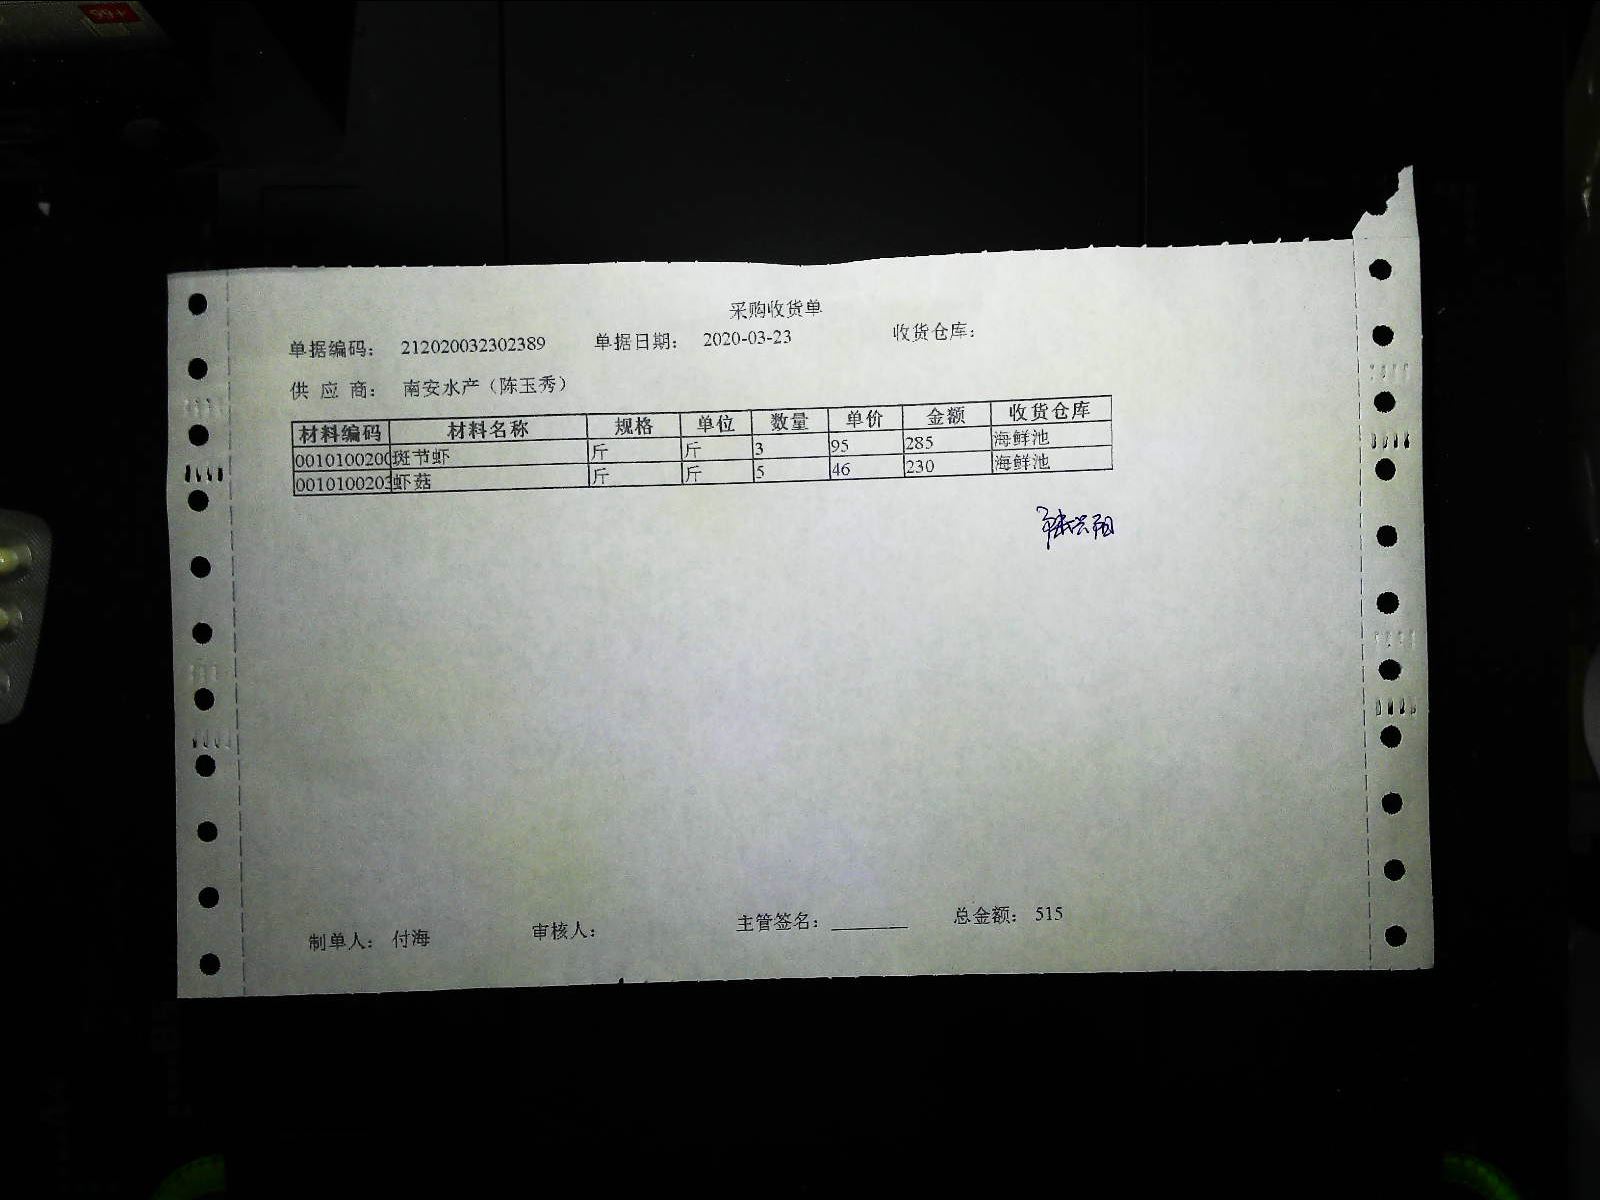 采购收货单
单据编码： 212020032302389 单据日期： 2020-03-23 收货仓库：
供 应 商： 南安水产（陈玉秀）
材料编码 材料名称 规格 单位 数量 单价 金额 收货仓库
0010100200 斑节虾 斤 斤 3 95 285 海鲜池
0010100203 虾菇 斤 斤 5 46 230 海鲜池
制单人： 付海 审核人： 主管签名： 总金额： 515